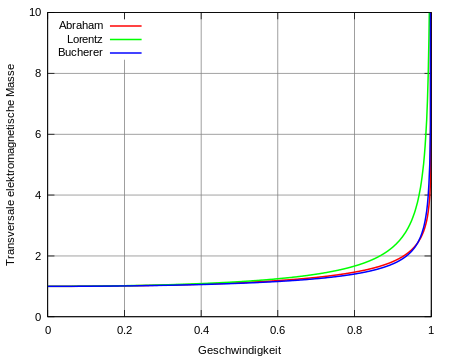 10
8
6
4
2
0
Abraham
Lorentz
Bucherer
Transversale elektromagnetische Masse
0
0.2
0.4
0.6
0.8
1
Geschwindigkeit